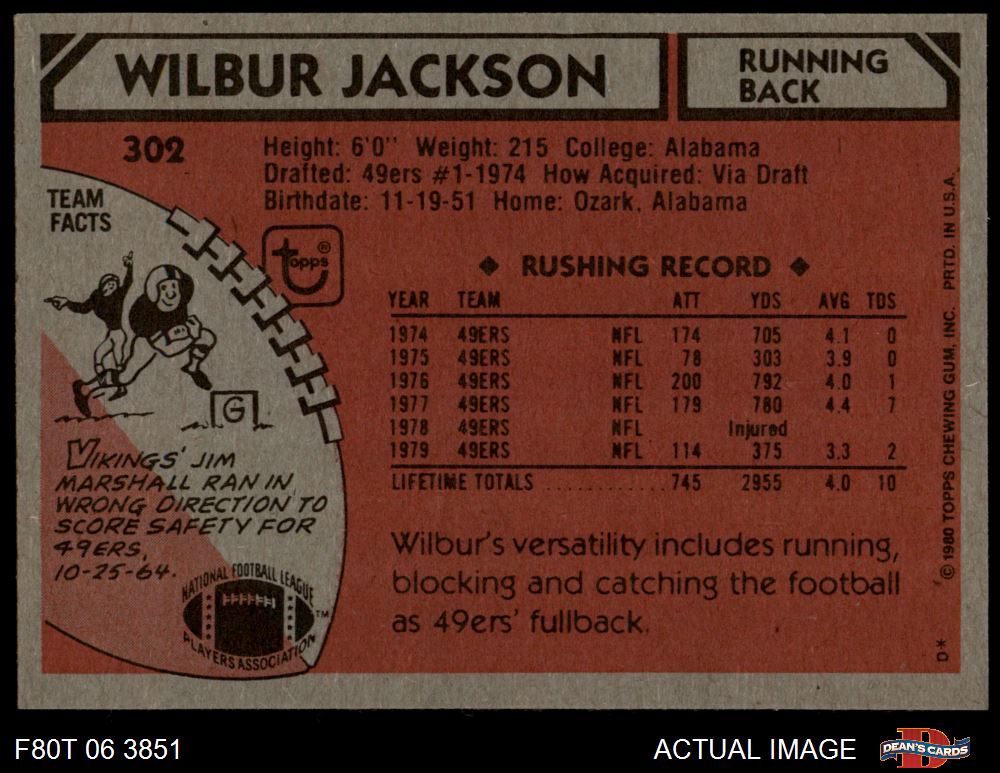 WILBUR JACKSON
RUNNING
BACK
302
Height: 6'0" Weight: 215 College: Alabama
Drafted: 49ers #1-1974 How Acquired: Via Draft
Birthdate: 11-19-51 Home: Ozark, Alabama
TEAM
FACTS
topps®
G
VIKINGS' JIM
MARSHALL RAN IN
WRONG DIRECTION TO
SCORE SAFETY FOR
49ERS,
10-25-64.
NATIONAL FOOTBALL LEAGUE
PLAYERS ASSOCIATION
TM
◆ RUSHING RECORD ◆
YEAR TEAM ATT YDS AVG TDS
1974 49ERS NFL 174 705 4.1 0
1975 49ERS NFL 78 303 3.9 0
1976 49ERS NFL 200 792 4.0 1
1977 49ERS NFL 179 780 4.4 7
1978 49ERS NFL Injured
1979 49ERS NFL 114 375 3.3 2
LIFETIME TOTALS ............ 745 2955 4.0 10
Wilbur's versatility includes running,
blocking and catching the football
as 49ers' fullback.
© 1980 TOPPS CHEWING GUM, INC. PRTD. IN U.S.A.
D*
F80T 06 3851
ACTUAL IMAGE
DEAN'S CARDS